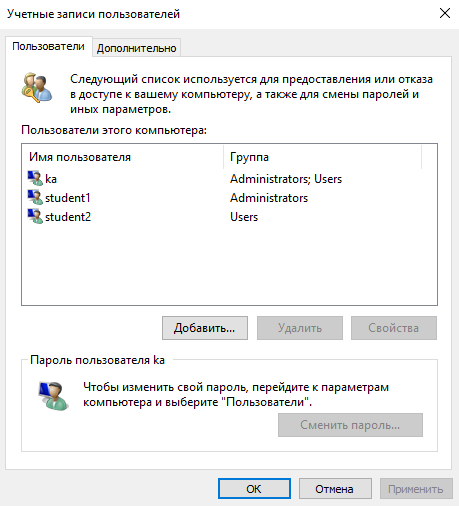 Учетные записи пользователей
Пользователи Дополнительно
Следующий список используется для предоставления или отказа
в доступе к вашему компьютеру, а также для смены паролей и
иных параметров.
Пользователи этого компьютера:
Имя пользователя Группа
ka Administrators; Users
student1 Administrators
student2 Users
Добавить... Удалить Свойства
Пароль пользователя ka
Чтобы изменить свой пароль, перейдите к параметрам
компьютера и выберите "Пользователи".
Сменить пароль...
ОК Отмена Применить